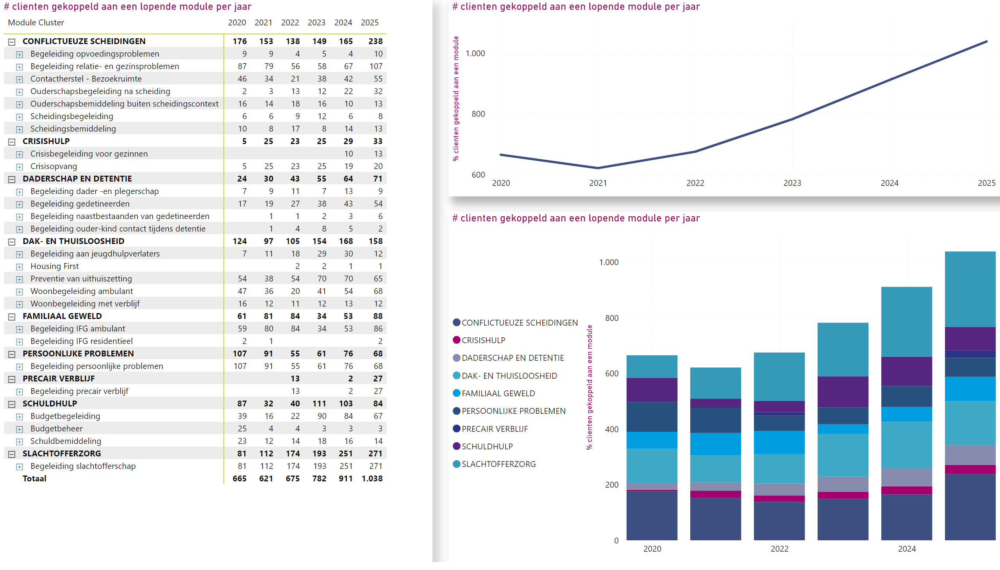 # clienten gekoppeld aan een lopende module per jaar
Module Cluster 2020 2021 2022 2023 2024 2025
CONFLICTUEUZE SCHEIDINGEN 176 153 138 149 165 238
Begeleiding opvoedingsproblemen 9 9 4 5 4 10
Begeleiding relatie- en gezinsproblemen 87 79 56 58 67 107
Contactherstel - Bezoekruimte 46 34 21 38 42 55
Ouderschapsbegeleiding na scheiding 2 3 13 12 22 32
Ouderschapsbemiddeling buiten scheidingscontext 16 14 18 16 10 13
Scheidingsbegeleiding 6 6 9 12 6 8
Scheidingsbemiddeling 10 8 17 8 14 13
CRISISHULP 5 25 23 25 29 33
Crisisbegeleiding voor gezinnen 10 13
Crisisopvang 5 25 23 25 19 20
DADERSCHAP EN DETENTIE 24 30 43 55 64 71
Begeleiding dader -en plegerschap 7 9 11 7 13 9
Begeleiding gedetineerden 17 19 27 38 43 54
Begeleiding naastbestaanden van gedetineerden 1 1 2 3 6
Begeleiding ouder-kind contact tijdens detentie 1 4 8 5 2
DAK- EN THUISLOOSHEID 124 97 105 154 168 158
Begeleiding aan jeugdhulpverlaters 7 11 18 29 30 12
Housing First 2 2 1 1
Preventie van uithuiszetting 54 38 54 70 70 65
Woonbegeleiding ambulant 47 36 20 41 54 68
Woonbegeleiding met verblijf 16 12 11 12 13 12
FAMILIAAL GEWELD 61 81 84 34 53 88
Begeleiding IFG ambulant 59 80 84 34 53 86
Begeleiding IFG residentieel 2 1 2
PERSOONLIJKE PROBLEMEN 107 91 55 61 76 68
Begeleiding persoonlijke problemen 107 91 55 61 76 68
PRECAIR VERBLIJF 13 2 27
Begeleiding precair verblijf 13 2 27
SCHULDHULP 87 32 40 111 103 84
Budgetbegeleiding 39 16 22 90 84 67
Budgetbeheer 25 4 4 3 3 3
Schuldbemiddeling 23 12 14 18 16 14
SLACHTOFFERZORG 81 112 174 193 251 271
Begeleiding slachtofferschap 81 112 174 193 251 271
Totaal 665 621 675 782 911 1.038
# clienten gekoppeld aan een lopende module per jaar
% clienten gekoppeld aan een module
1.000
800
600
2020 2021 2022 2023 2024 2025
# clienten gekoppeld aan een lopende module per jaar
CONFLICTUEUZE SCHEIDINGEN
CRISISHULP
DADERSCHAP EN DETENTIE
DAK- EN THUISLOOSHEID
FAMILIAAL GEWELD
PERSOONLIJKE PROBLEMEN
PRECAIR VERBLIJF
SCHULDHULP
SLACHTOFFERZORG
% clienten gekoppeld aan een module
1.000
800
600
400
200
0
2020 2022 2024